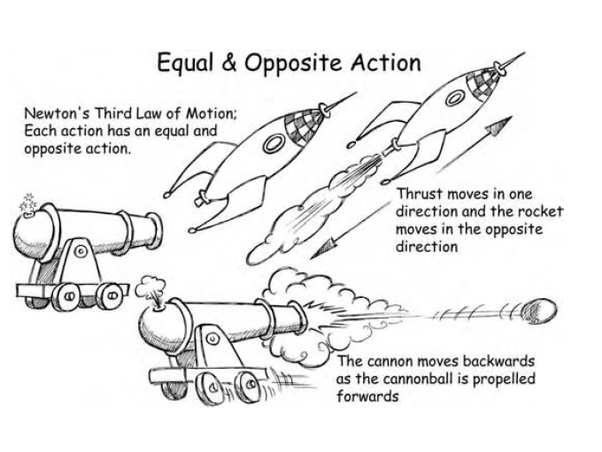 Equal & Opposite Action
Newton's Third Law of Motion;
Each action has an equal and
opposite action.
Thrust moves in one
direction and the rocket
moves in the opposite
direction
The cannon moves backwards
as the cannonball is propelled
forwards